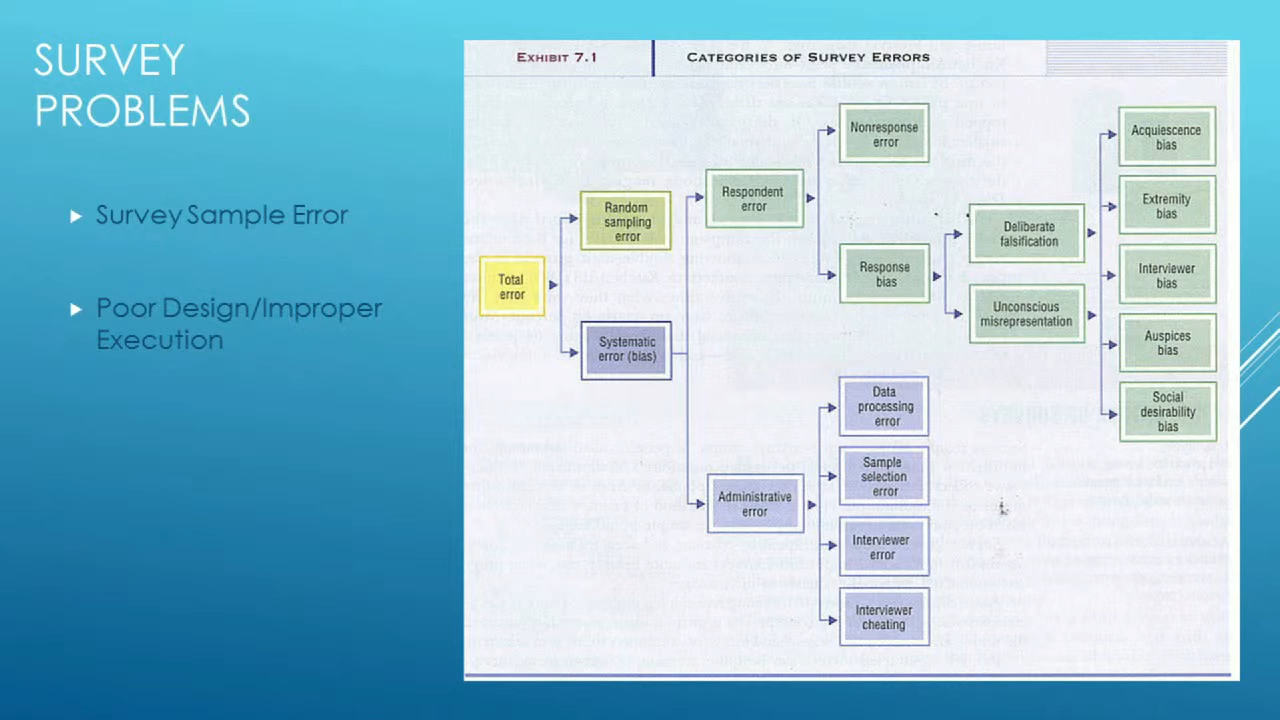 SURVEY
PROBLEMS
Survey Sample Error
Poor Design/Improper
Execution
EXHIBIT 7.1
CATEGORIES OF SURVEY ERRORS
Total
error
Random
sampling
error
Systematic
error (bias)
Respondent
error
Administrative
error
Nonresponse
error
Response
bias
Data
processing
error
Sample
selection
error
Interviewer
error
Interviewer
cheating
Deliberate
falsification
Unconscious
misrepresentation
Acquiescence
bias
Extremity
bias
Interviewer
bias
Auspices
bias
Social
desirability
bias